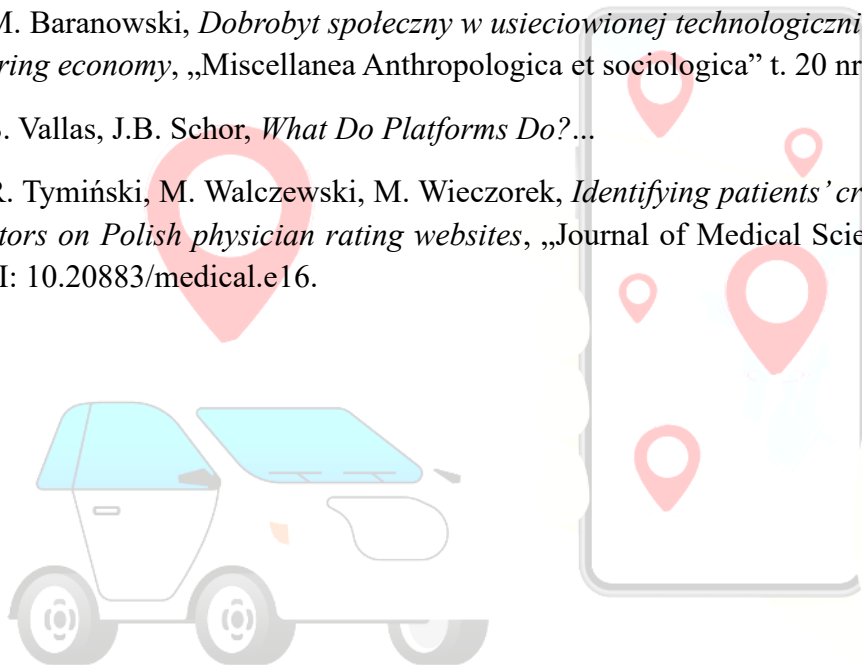 M. Baranowski, Dobrobyt społeczny w usieciowionej technologiczni
ring economy, „Miscellanea Anthropologica et sociologica” t. 20 nr
. Vallas, J.B. Schor, What Do Platforms Do?...
R. Tymiński, M. Walczewski, M. Wieczorek, Identifying patients’ cr
tors on Polish physician rating websites, „Journal of Medical Scie
I: 10.20883/medical.e16.